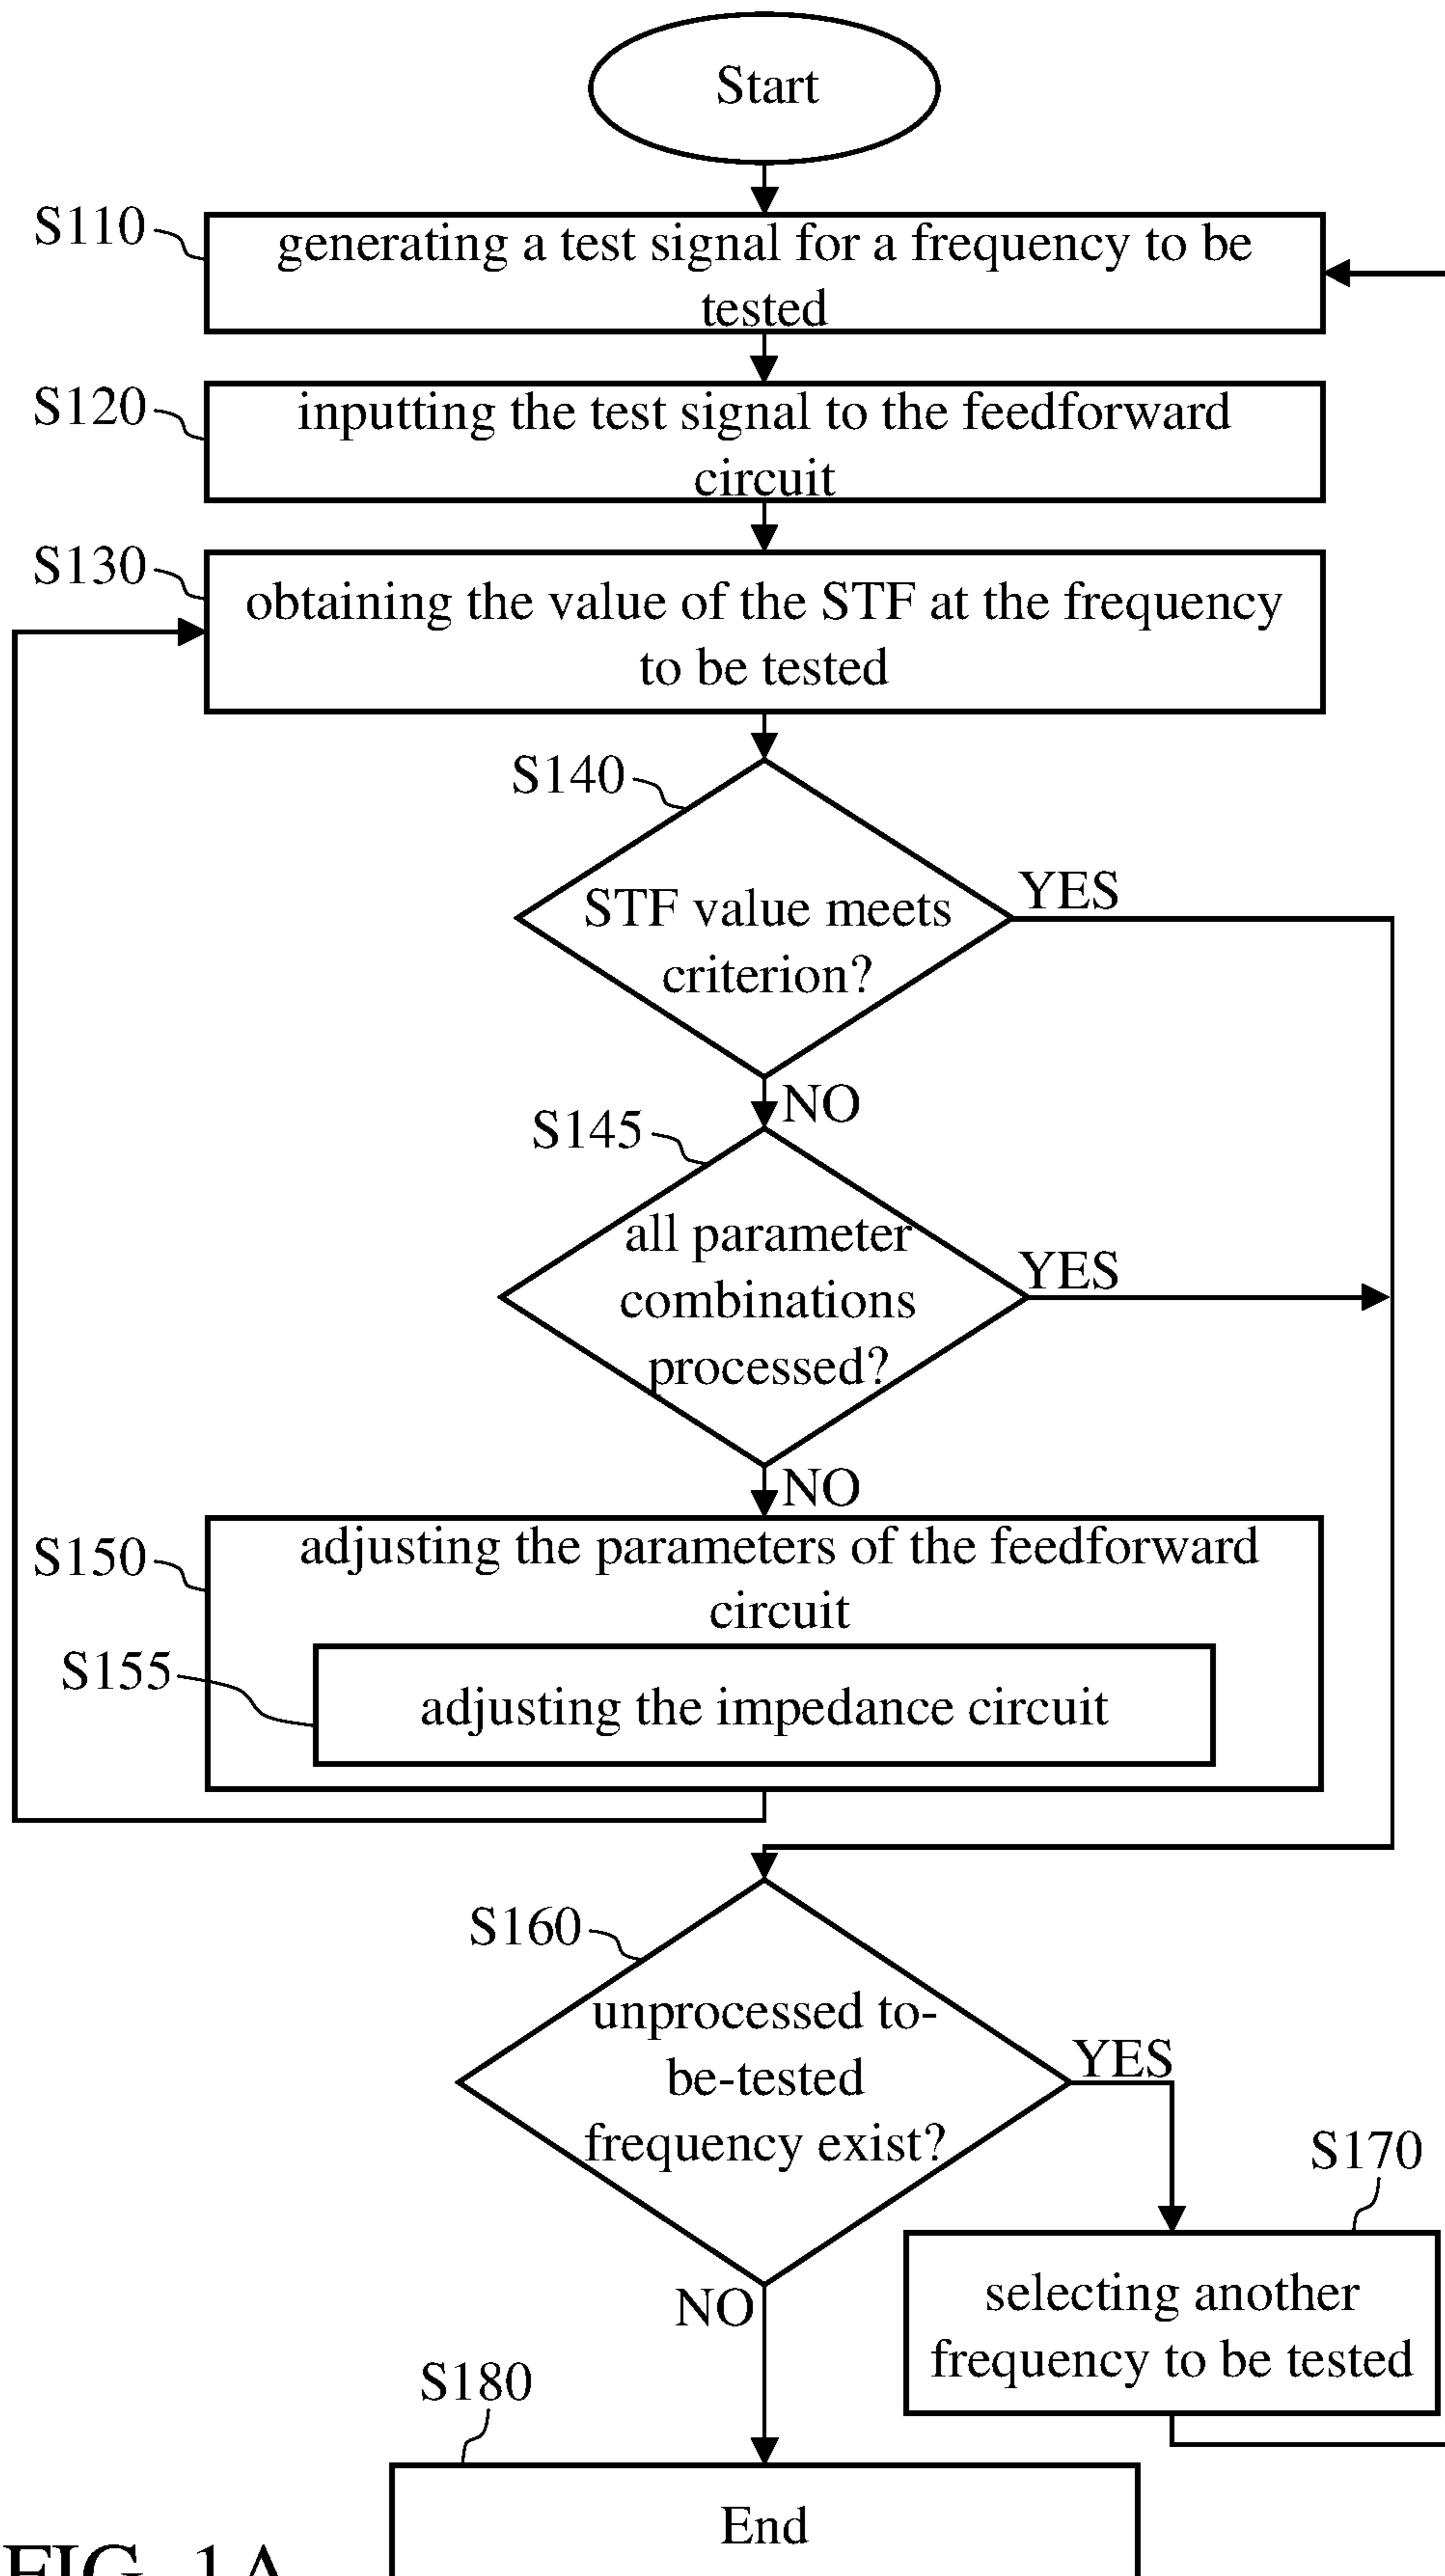 Start
S110
generating a test signal for a frequency to be
tested
S120
inputting the test signal to the feedforward
circuit
S130
obtaining the value of the STF at the frequency
to be tested
S140
STF value meets
criterion?
YES
NO
S145
all parameter
combinations
processed?
YES
NO
S150
adjusting the parameters of the feedforward
circuit
S155
adjusting the impedance circuit
S160
unprocessed to-
be-tested
frequency exist?
YES
NO
S170
selecting another
frequency to be tested
S180
End
FIG. 1A